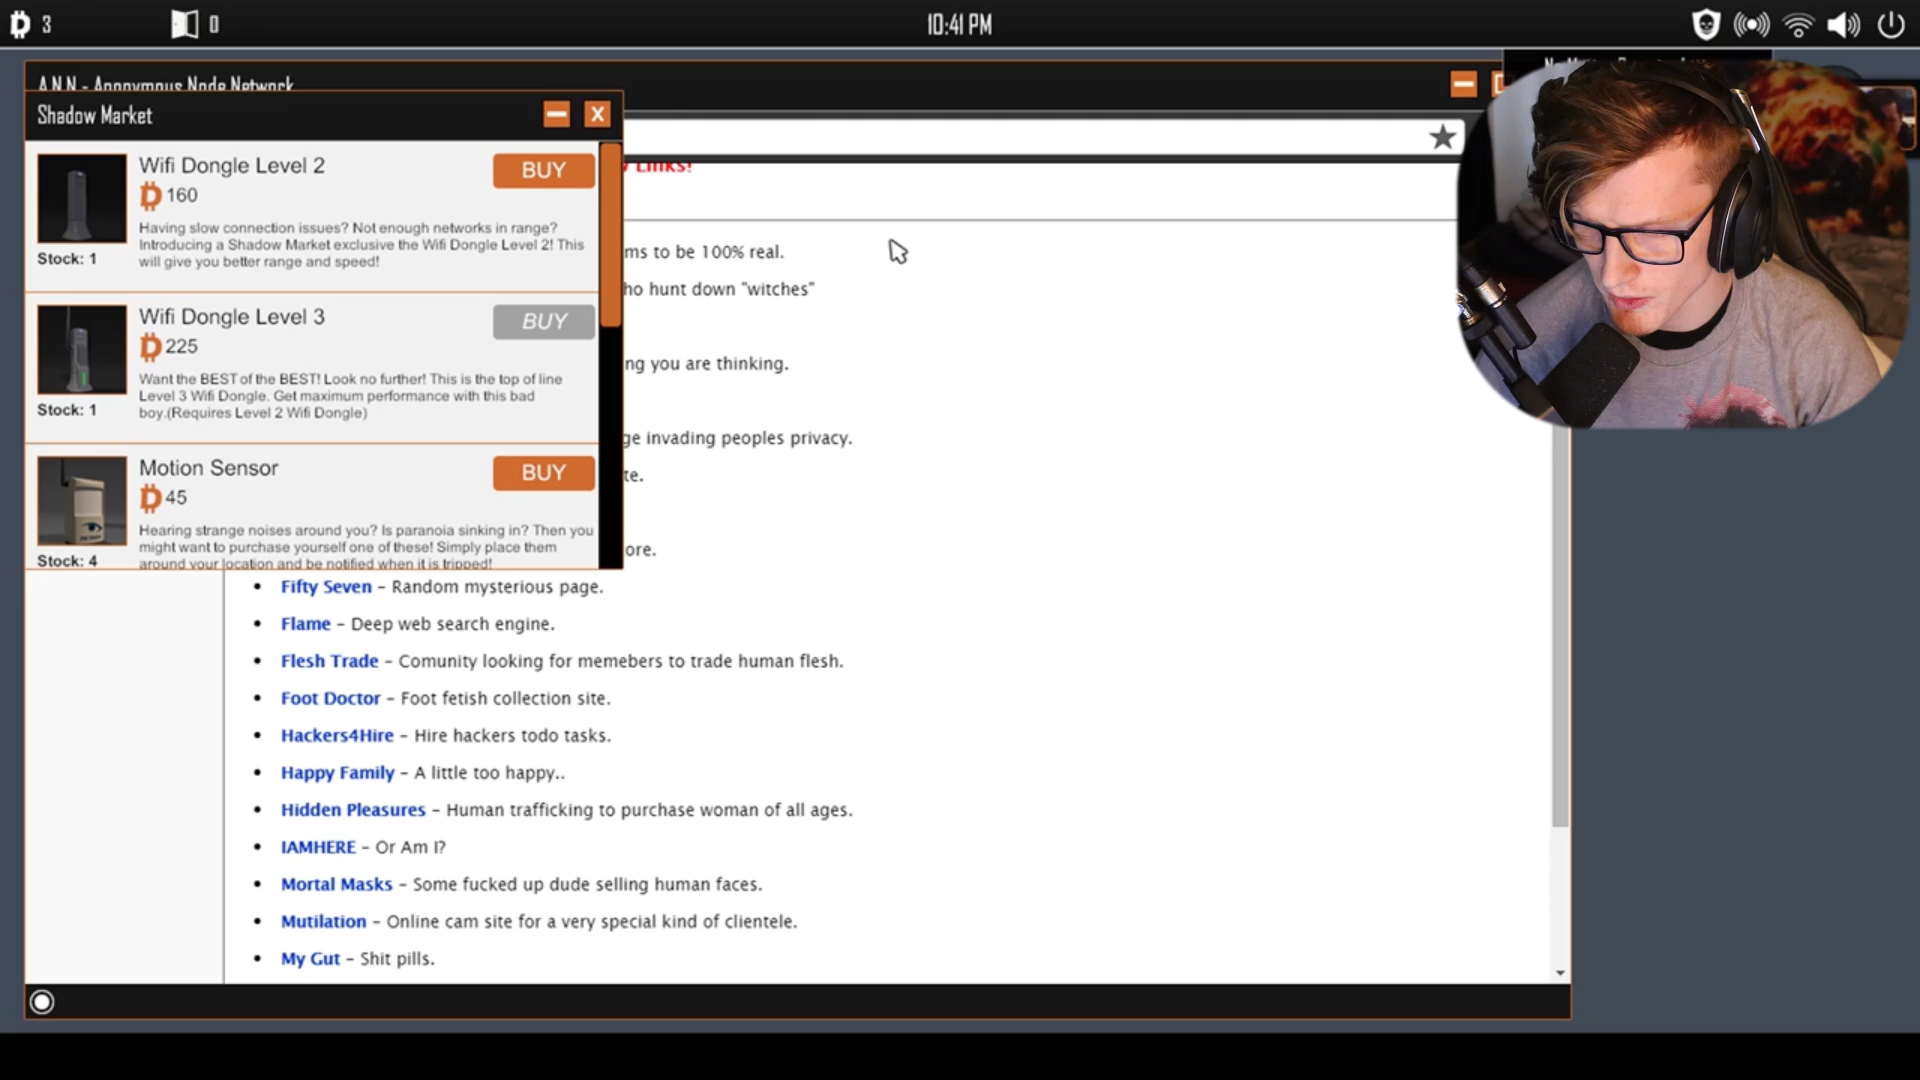 3
0
10:41 PM
A.N.N - Anonymous Node Network
Shadow Market
X
Wifi Dongle Level 2
BUY
160
Having slow connection issues? Not enough networks in range?
Introducing a Shadow Market exclusive the Wifi Dongle Level 2! This
will give you better range and speed!
Stock: 1
Wifi Dongle Level 3
BUY
225
Want the BEST of the BEST! Look no further! This is the top of line
Level 3 Wifi Dongle. Get maximum performance with this bad
boy.(Requires Level 2 Wifi Dongle)
Stock: 1
Motion Sensor
BUY
45
Hearing strange noises around you? Is paranoia sinking in? Then you
might want to purchase yourself one of these! Simply place them
around your location and be notified when it is tripped!
Stock: 4
Links!
ms to be 100% real.
ho hunt down "witches"
ng you are thinking.
ge invading peoples privacy.
te.
ore.
• Fifty Seven – Random mysterious page.
• Flame – Deep web search engine.
• Flesh Trade – Comunity looking for memebers to trade human flesh.
• Foot Doctor – Foot fetish collection site.
• Hackers4Hire – Hire hackers todo tasks.
• Happy Family – A little too happy..
• Hidden Pleasures – Human trafficking to purchase woman of all ages.
• IAMHERE – Or Am I?
• Mortal Masks – Some fucked up dude selling human faces.
• Mutilation – Online cam site for a very special kind of clientele.
• My Gut – Shit pills.